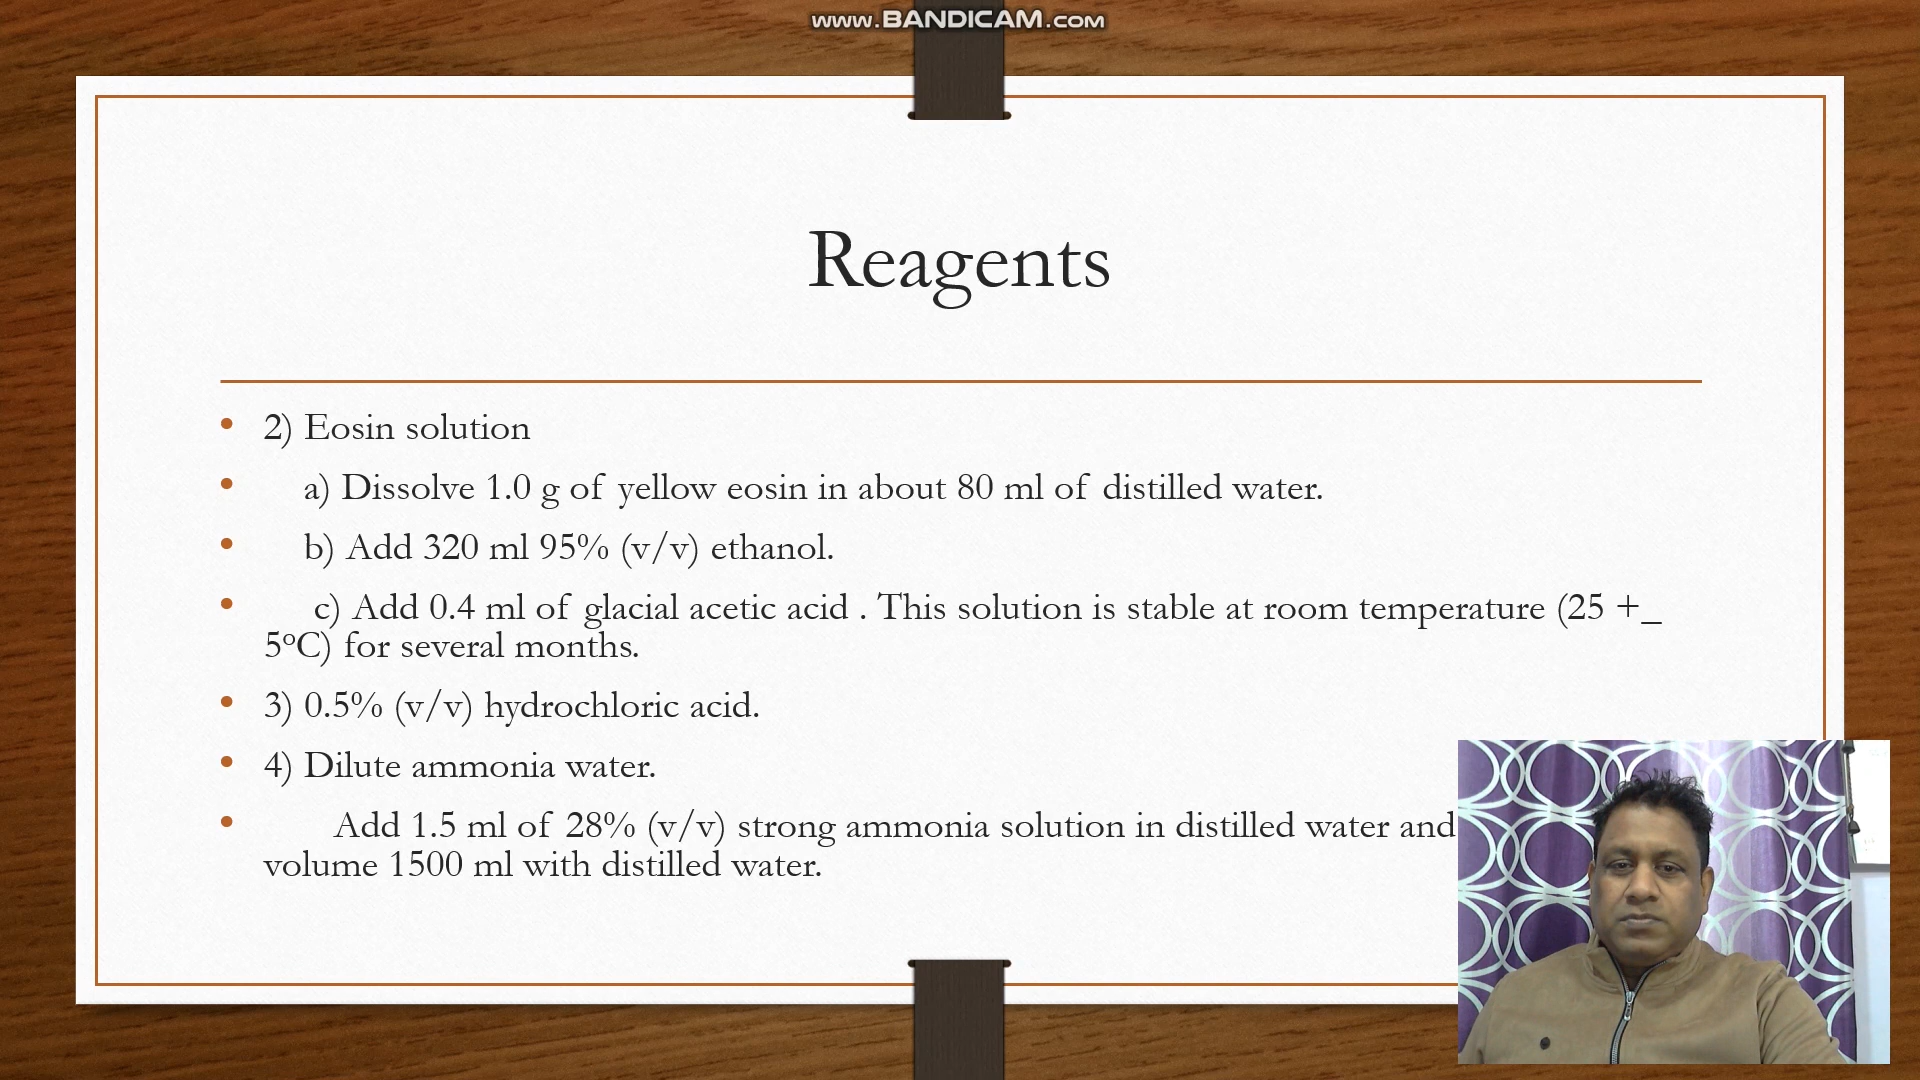 www.BANDICAM.com
Reagents
• 2) Eosin solution
• a) Dissolve 1.0 g of yellow eosin in about 80 ml of distilled water.
• b) Add 320 ml 95% (v/v) ethanol.
• c) Add 0.4 ml of glacial acetic acid . This solution is stable at room temperature (25 +_
5°C) for several months.
• 3) 0.5% (v/v) hydrochloric acid.
• 4) Dilute ammonia water.
• Add 1.5 ml of 28% (v/v) strong ammonia solution in distilled water and
volume 1500 ml with distilled water.